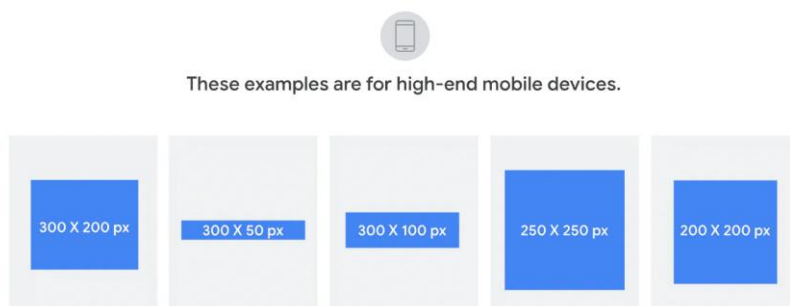 These examples are for high-end mobile devices.
300 X 200 px
300 X 50 px
300 X 100 px
250 X 250 px
200 X 200 px